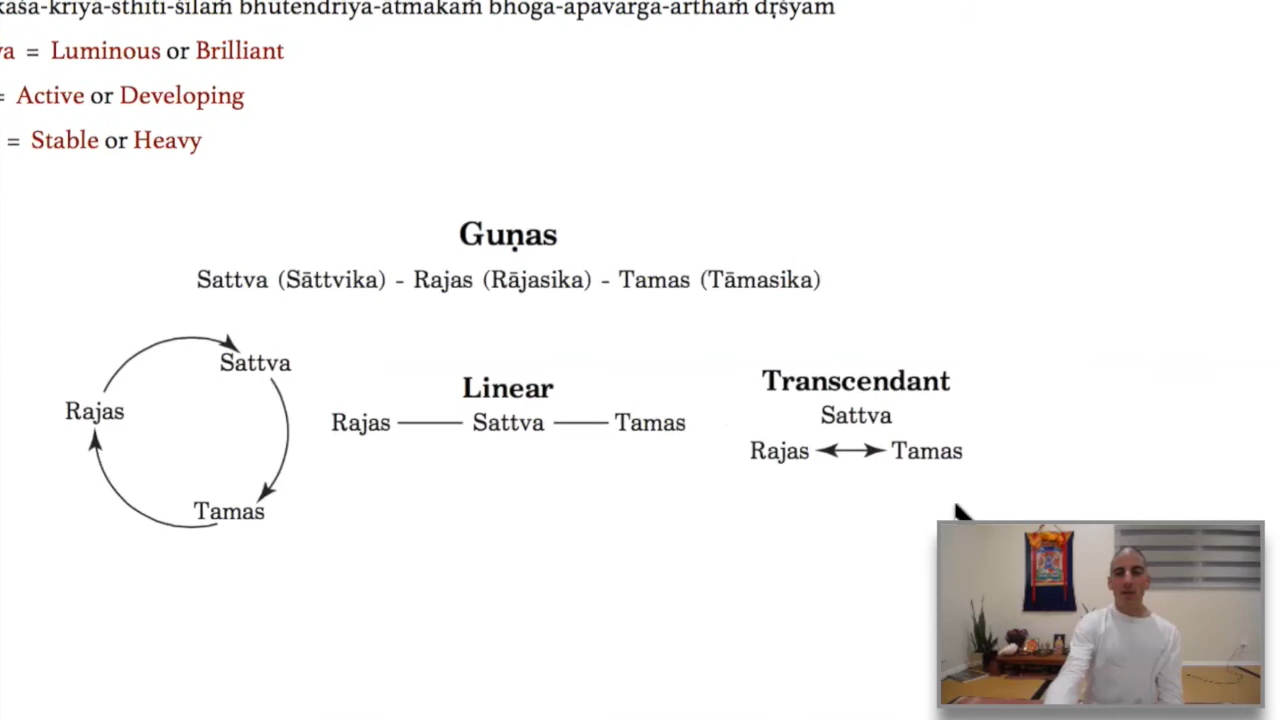 kāśa-kriyā-sthiti-śīlaṁ bhūtendriya-ātmakaṁ bhoga-apavarga-arthaṁ dṛśyam
= Luminous or Brilliant
= Active or Developing
= Stable or Heavy
Guṇas
Sattva (Sāttvika) - Rajas (Rājasika) - Tamas (Tāmasika)
Sattva
Rajas
Tamas
Linear
Rajas Sattva Tamas
Transcendant
Sattva
Rajas Tamas